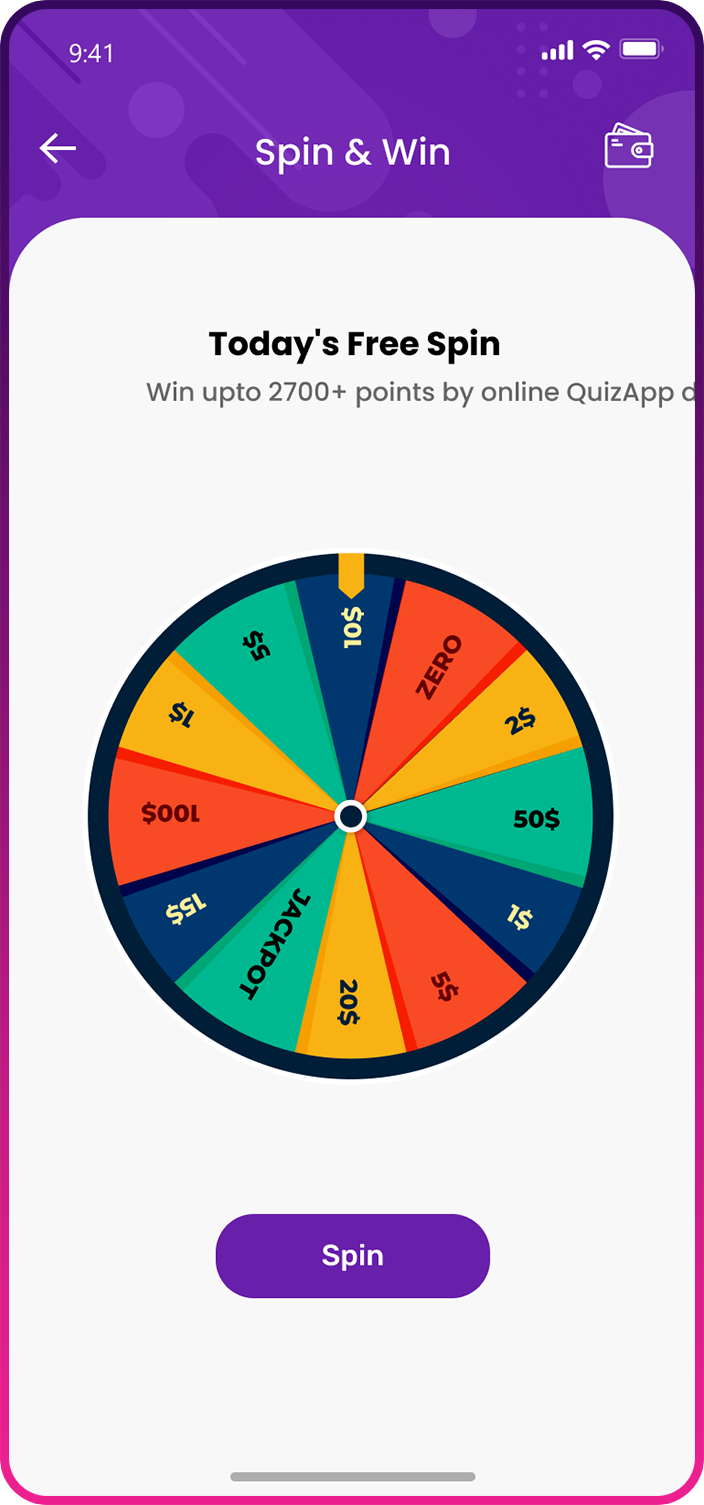 9:41
Spin & Win
Today's Free Spin
Win upto 2700+ points by online QuizApp d
10$
ZERO
2$
50$
1$
5$
20$
JACKPOT
15$
100$
1$
5$
Spin